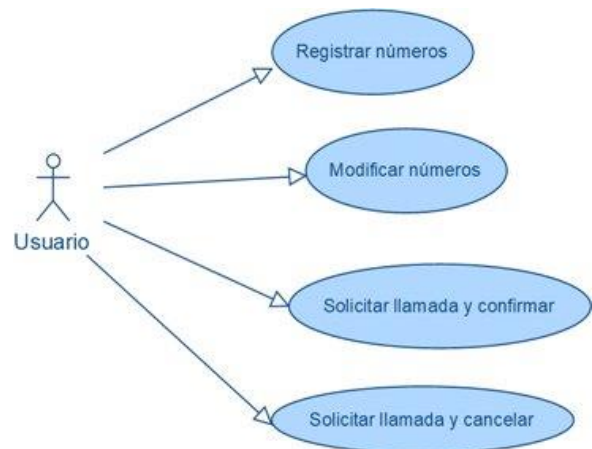 Registrar números
Modificar números
Usuario
Solicitar llamada y confirmar
Solicitar llamada y cancelar